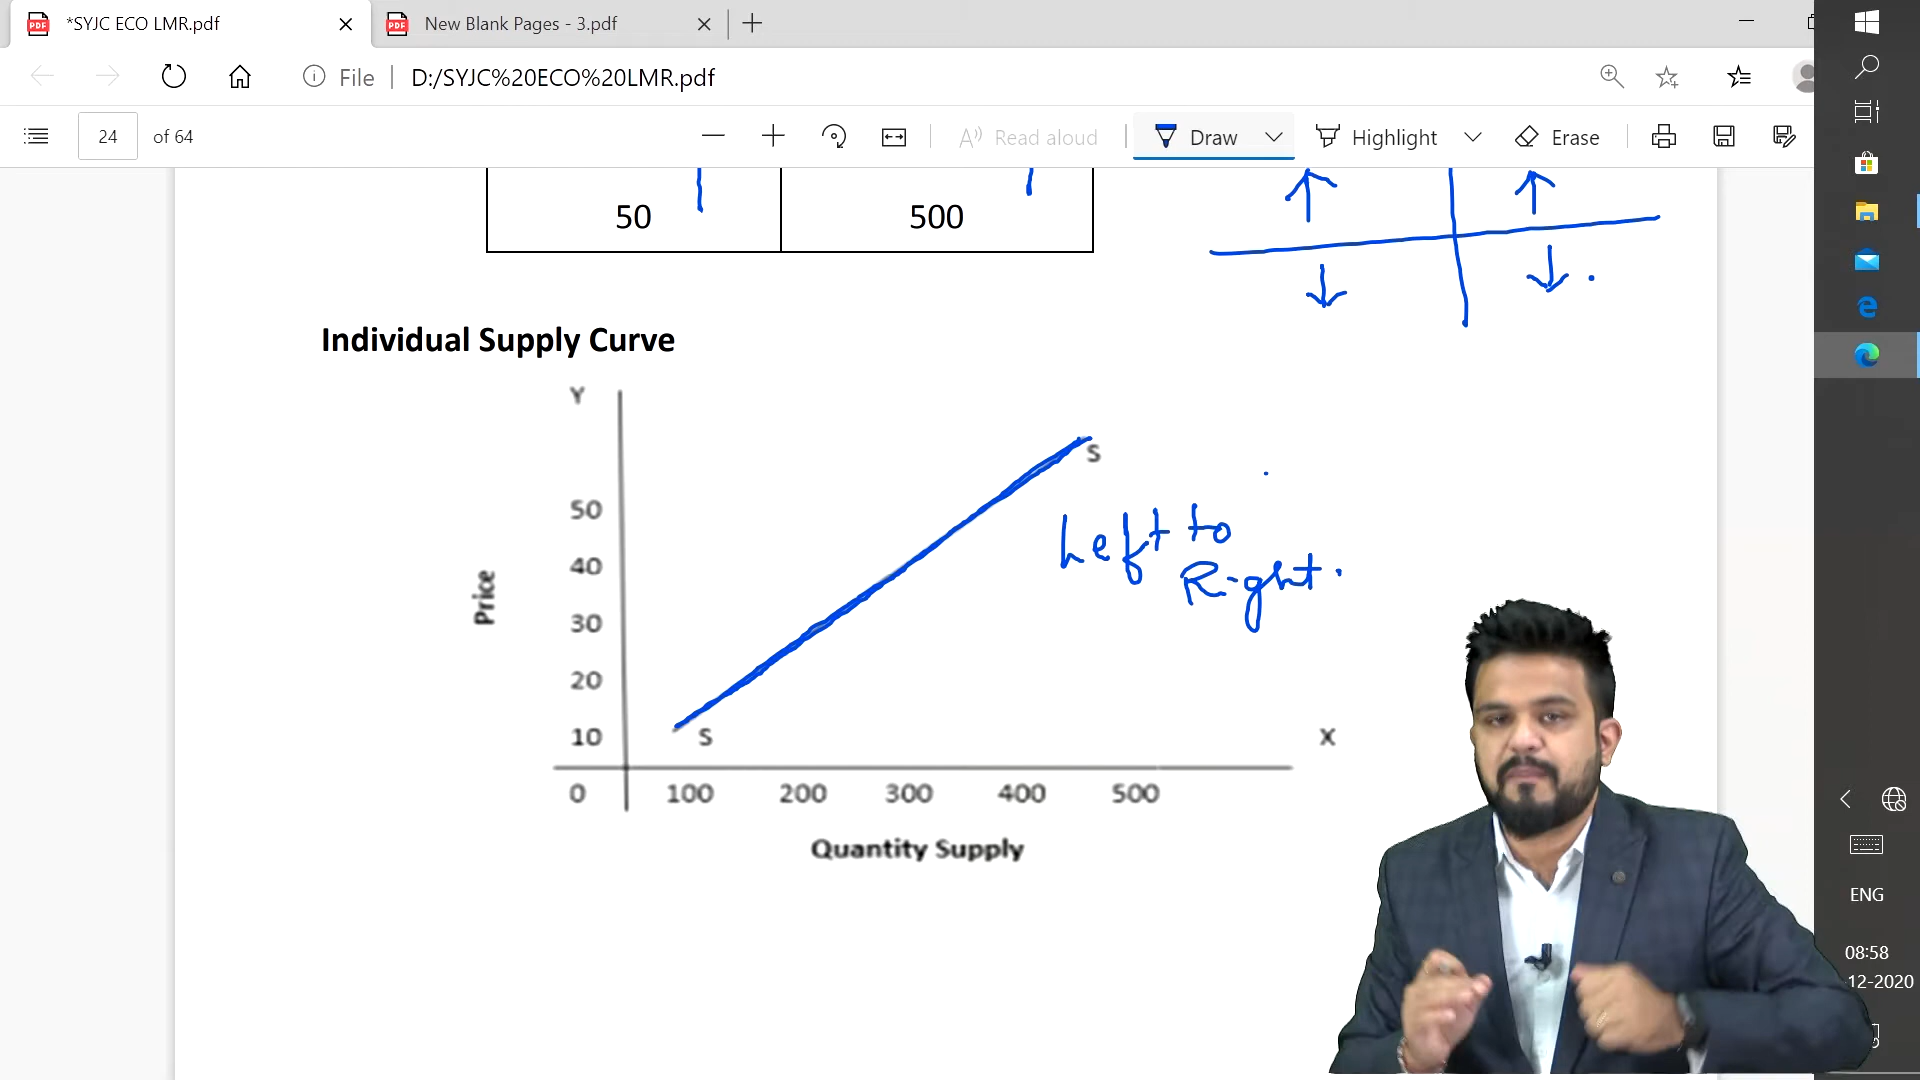 *SYJC ECO LMR.pdf
New Blank Pages - 3.pdf
File
D:/SYJC%20ECO%20LMR.pdf
24 of 64
Read aloud
Draw
Highlight
Erase
50 500
Individual Supply Curve
Y
S
50
Left to
40
Right.
Price
30
20
10
S
X
0 100 200 300 400 500
Quantity Supply
ENG
08:58
12-2020